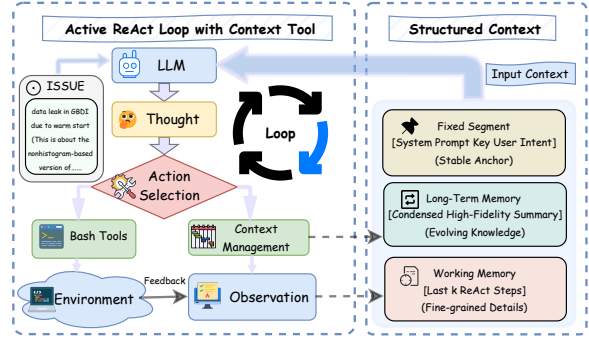 Active ReAct Loop with Context Tool
LLM
ISSUE
data leak in GBDI
due to warm start
(This is about the
nonhistogram-based
version of......
Thought
Loop
Action
Selection
Bash Tools
Context
Management
Environment
Feedback
Observation
Structured Context
Input Context
Fixed Segment
[System Prompt Key User Intent]
(Stable Anchor)
Long-Term Memory
[Condensed High-Fidelity Summary]
(Evolving Knowledge)
Working Memory
[Last k ReAct Steps]
(Fine-grained Details)